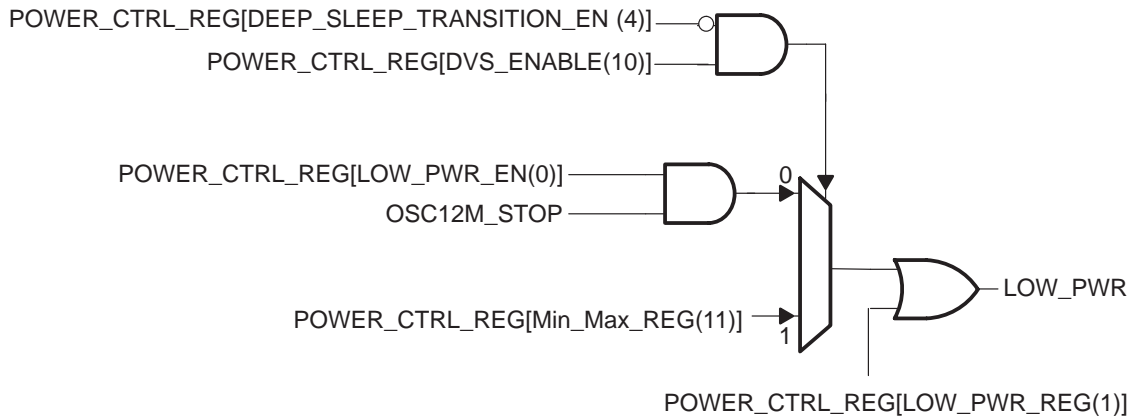 POWER_CTRL_REG[DEEP_SLEEP_TRANSITION_EN (4)]
POWER_CTRL_REG[DVS_ENABLE(10)]
POWER_CTRL_REG[LOW_PWR_EN(0)]
0
OSC12M_STOP
LOW_PWR
POWER_CTRL_REG[Min_Max_REG(11)]
1
POWER_CTRL_REG[LOW_PWR_REG(1)]